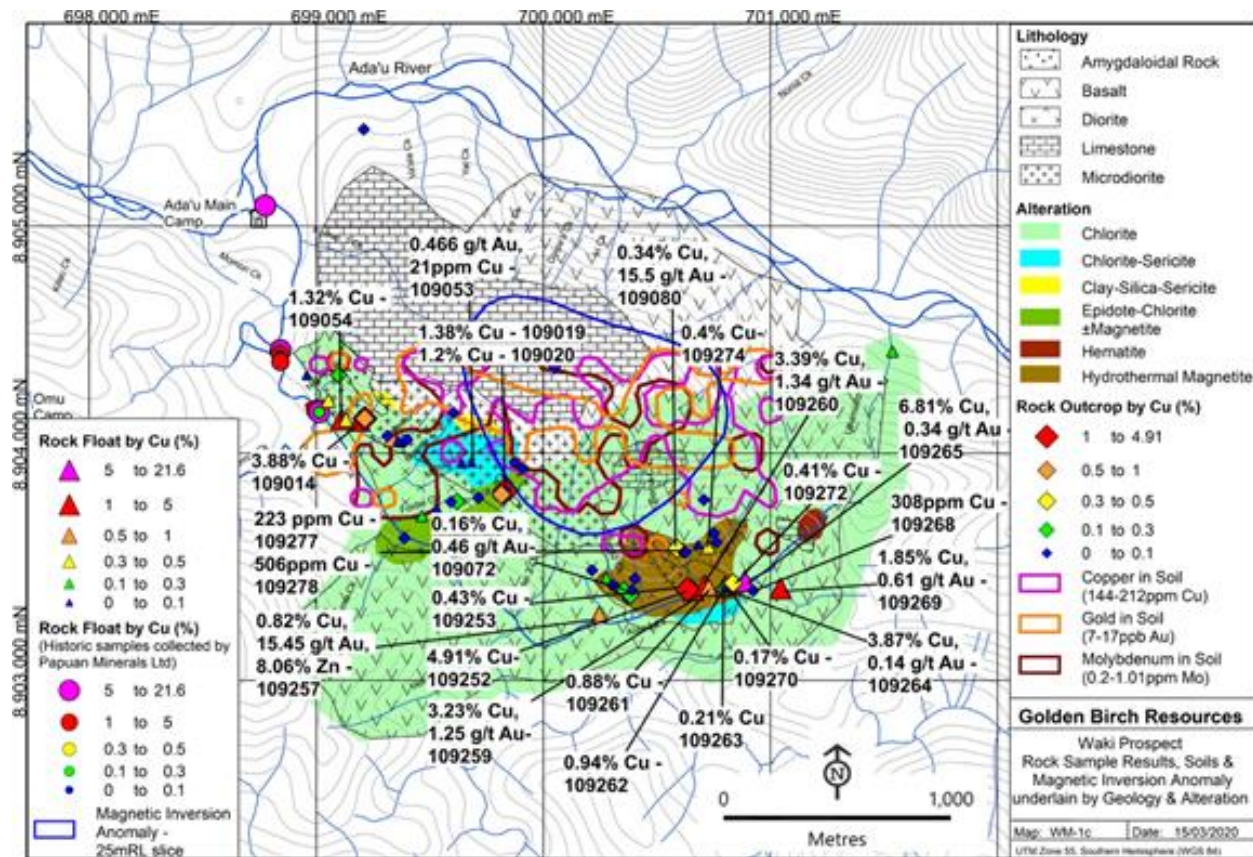 698.000 mE
699.000 mE
700.000 mE
701.000 mE
8.905.000 mN
8.904.000 mN
8.903.000 mN
Ada'u River
Ada'u Main
Camp
Omu
Camp
0.466 g/t Au,
21ppm Cu -
109053
0.34% Cu,
15.5 g/t Au -
109080
1.32% Cu -
109054
1.38% Cu - 109019
1.2% Cu - 109020
0.4% Cu-
109274
3.39% Cu,
1.34 g/t Au -
109260
6.81% Cu,
0.34 g/t Au -
109265
3.88% Cu -
109014
0.41% Cu -
109272
308ppm Cu -
109268
223 ppm Cu -
109277
506ppm Cu -
109278
0.16% Cu,
0.46 g/t Au-
109072
1.85% Cu,
0.61 g/t Au -
109269
0.43% Cu -
109253
0.82% Cu,
15.45 g/t Au,
8.06% Zn -
109257
4.91% Cu-
109252
3.87% Cu,
0.14 g/t Au -
109264
0.17% Cu -
109270
0.88% Cu -
109261
3.23% Cu,
1.25 g/t Au-
109259
0.21% Cu
109263
0.94% Cu -
109262
N
0 1,000
Metres
Rock Float by Cu (%)
5 to 21.6
1 to 5
0.5 to 1
0.3 to 0.5
0.1 to 0.3
0 to 0.1
Rock Float by Cu (%)
(Historic samples collected by
Papuan Minerals Ltd)
5 to 21.6
1 to 5
0.3 to 0.5
0.1 to 0.3
0 to 0.1
Magnetic Inversion
Anomaly -
25mRL slice
Lithology
Amygdaloidal Rock
Basalt
Diorite
Limestone
Microdiorite
Alteration
Chlorite
Chlorite-Sericite
Clay-Silica-Sericite
Epidote-Chlorite
±Magnetite
Hematite
Hydrothermal Magnetite
Rock Outcrop by Cu (%)
1 to 4.91
0.5 to 1
0.3 to 0.5
0.1 to 0.3
0 to 0.1
Copper in Soil
(144-212ppm Cu)
Gold in Soil
(7-17ppb Au)
Molybdenum in Soil
(0.2-1.01ppm Mo)
Golden Birch Resources
Waki Prospect
Rock Sample Results, Soils &
Magnetic Inversion Anomaly
underlain by Geology & Alteration
Map: WM-1c Date: 15/03/2020
UTM Zone 55, Southern Hemisphere (WGS 84)